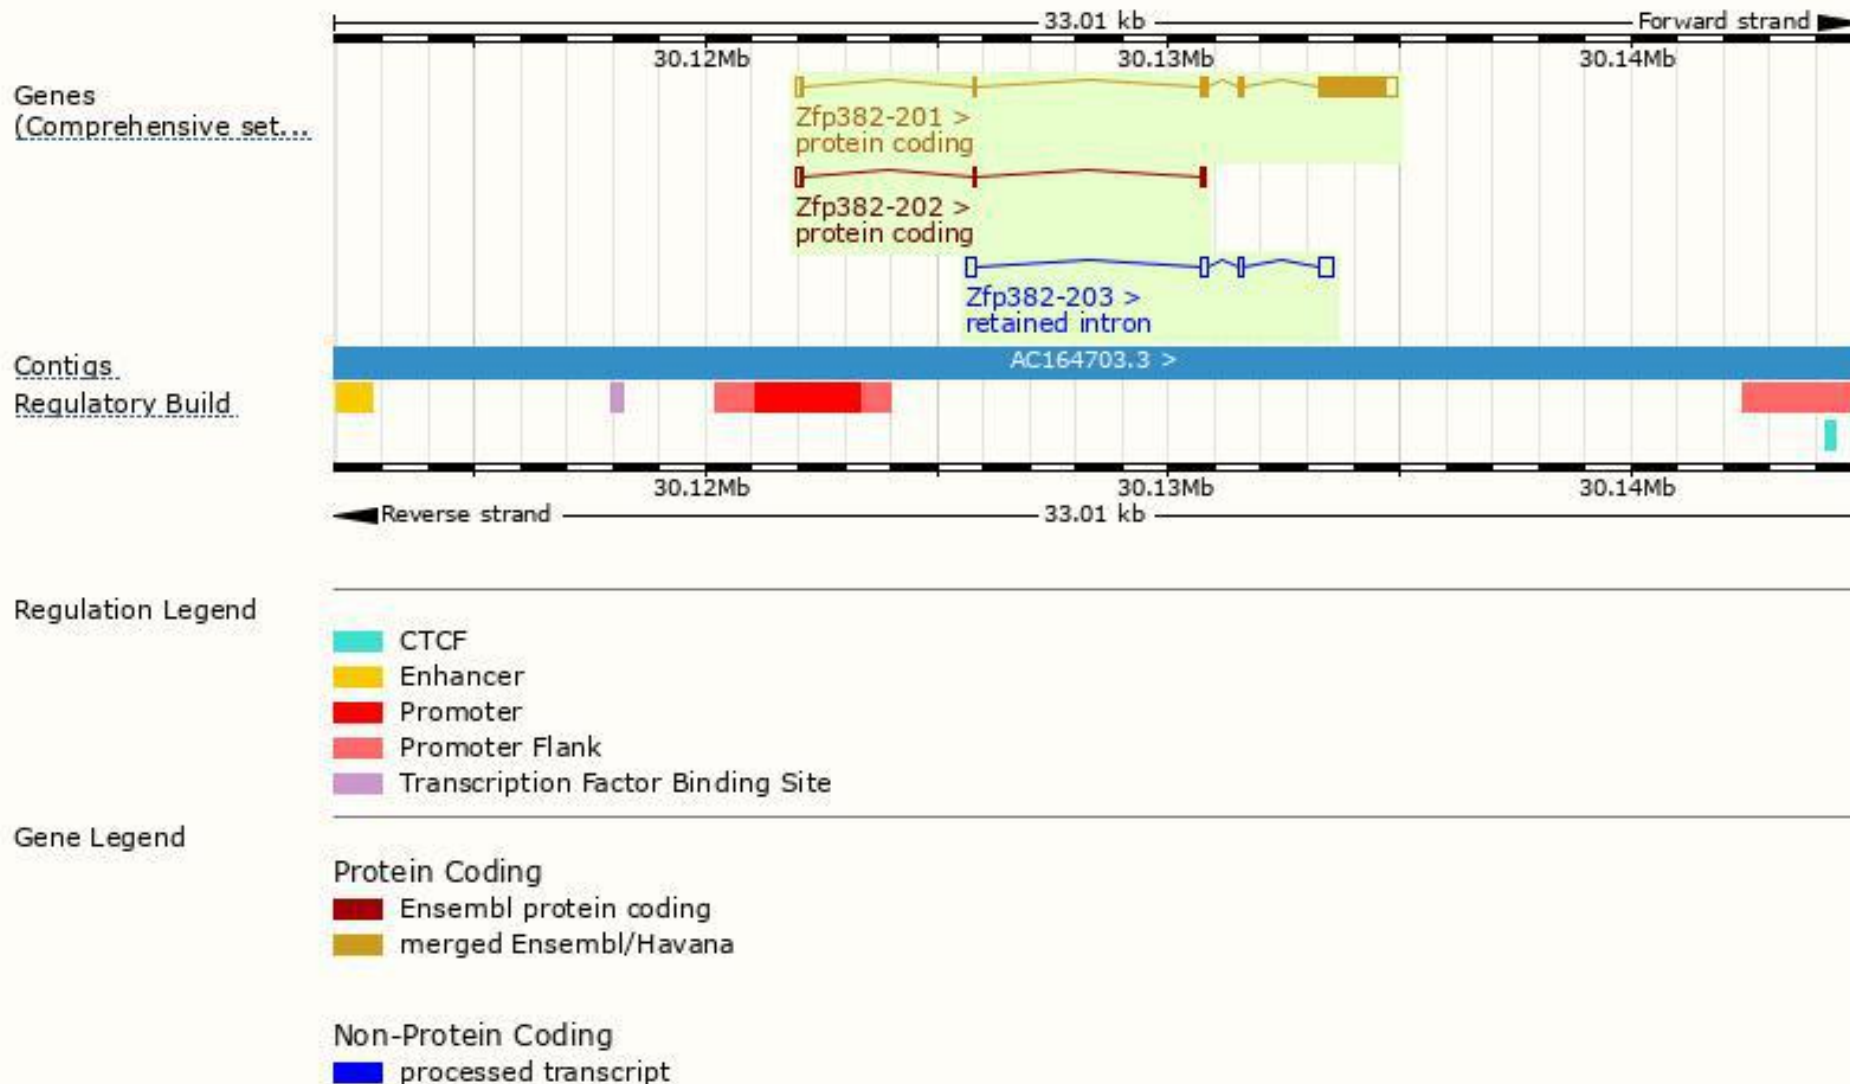 33.01 kb Forward strand
30.12Mb 30.13Mb 30.14Mb
Genes
(Comprehensive set...
Zfp382-201 >
protein coding
Zfp382-202 >
protein coding
Zfp382-203 >
retained intron
Contigs AC164703.3 >
Regulatory Build
30.12Mb 30.13Mb 30.14Mb
Reverse strand 33.01 kb
Regulation Legend
CTCF
Enhancer
Promoter
Promoter Flank
Transcription Factor Binding Site
Gene Legend
Protein Coding
Ensembl protein coding
merged Ensembl/Havana
Non-Protein Coding
processed transcript